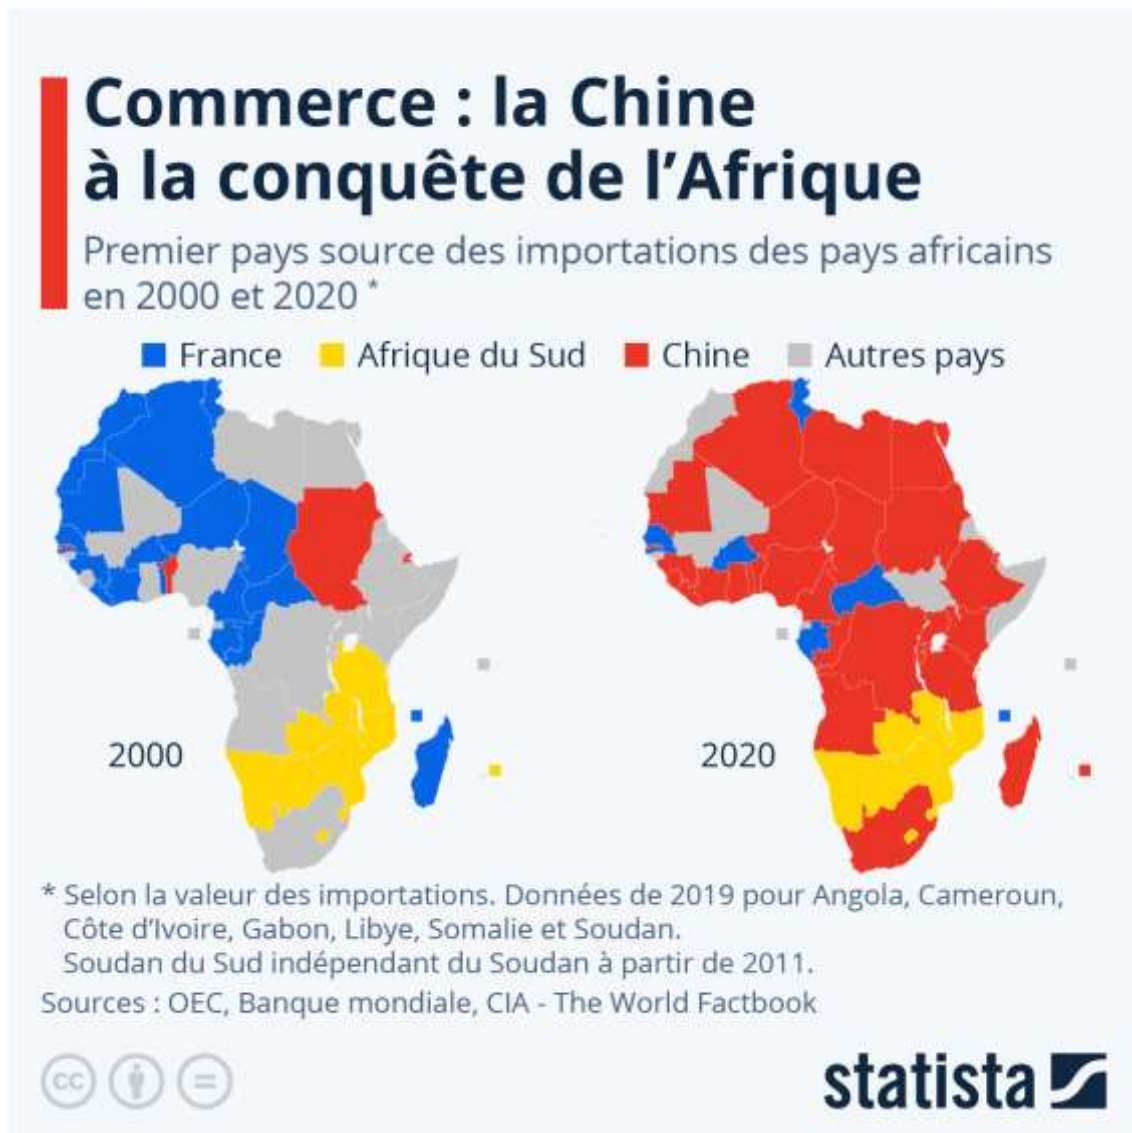 Commerce : la Chine
à la conquête de l’Afrique
Premier pays source des importations des pays africains
en 2000 et 2020 *
France Afrique du Sud Chine Autres pays
2000 2020
* Selon la valeur des importations. Données de 2019 pour Angola, Cameroun,
Côte d’Ivoire, Gabon, Libye, Somalie et Soudan.
Soudan du Sud indépendant du Soudan à partir de 2011.
Sources : OEC, Banque mondiale, CIA - The World Factbook
cc
statista